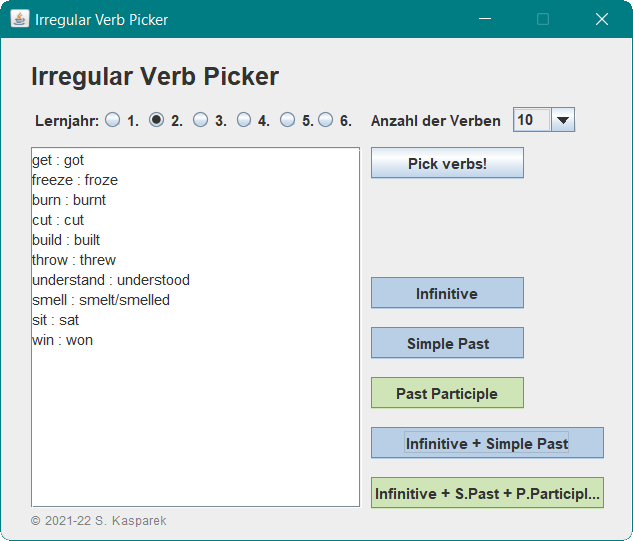 Irregular Verb Picker
Irregular Verb Picker
Lernjahr: 1. 2. 3. 4. 5. 6. Anzahl der Verben 10
get : got
freeze : froze
burn : burnt
cut : cut
build : built
throw : threw
understand : understood
smell : smelt/smelled
sit : sat
win : won
Pick verbs!
Infinitive
Simple Past
Past Participle
Infinitive + Simple Past
Infinitive + S.Past + P.Participl...
© 2021-22 S. Kasparek